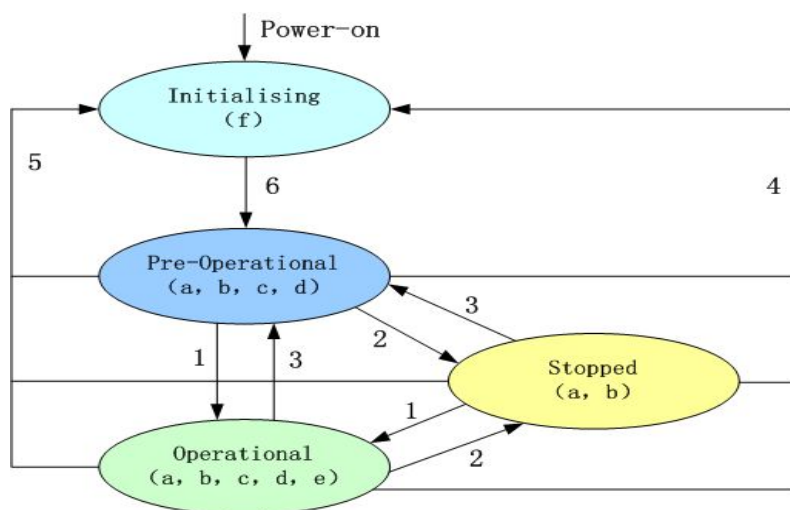 Power-on
Initialising
(f)
5
6
4
Pre-Operational
(a, b, c, d)
3
2
1
3
Stopped
(a, b)
1
Operational
(a, b, c, d, e)
2